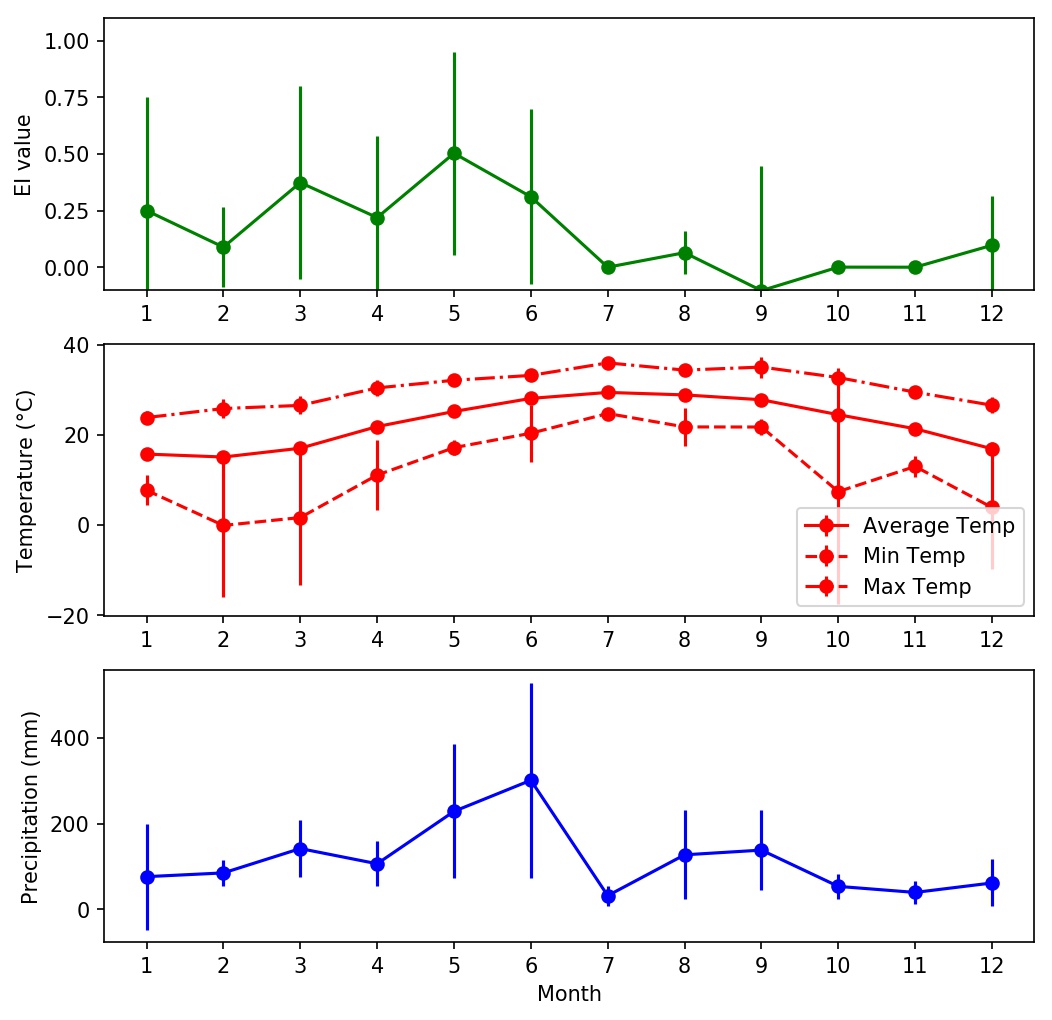 EI value
1.00
0.75
0.50
0.25
0.00
1 2 3 4 5 6 7 8 9 10 11 12
Temperature (°C)
40
20
0
−20
Average Temp
Min Temp
Max Temp
1 2 3 4 5 6 7 8 9 10 11 12
Precipitation (mm)
400
200
0
1 2 3 4 5 6 7 8 9 10 11 12
Month